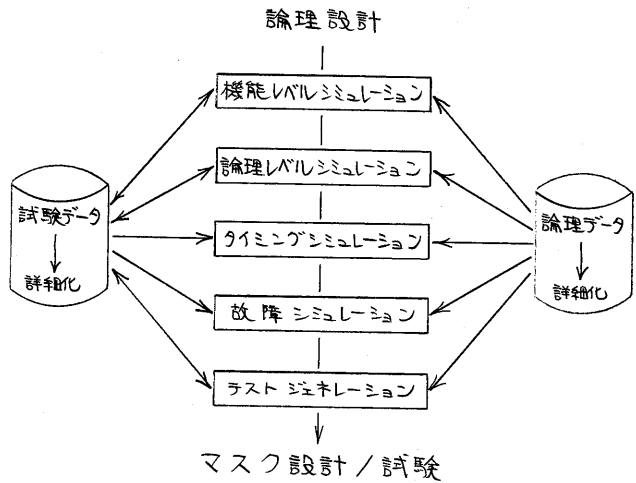 論理設計
機能レベルシミュレーション
論理レベルシミュレーション
試験データ
詳細化
論理データ
詳細化
タイミングシミュレーション
故障シミュレーション
テストジェネレーション
マスク設計/試験